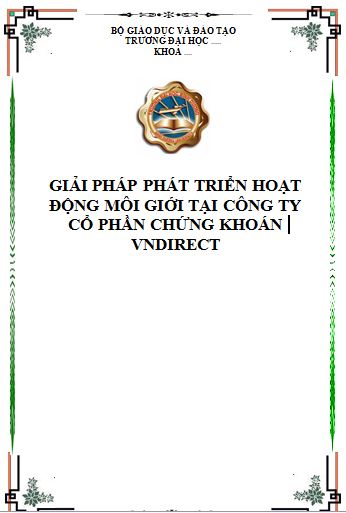 BỘ GIÁO DỤC VÀ ĐÀO TẠO
TRƯỜNG ĐẠI HỌC .....
KHOÁ ....
GIẢI PHÁP PHÁT TRIỂN HOẠT
ĐỘNG MÔI GIỚI TẠI CÔNG TY
CỔ PHẦN CHỨNG KHOÁN
VNDIRECT